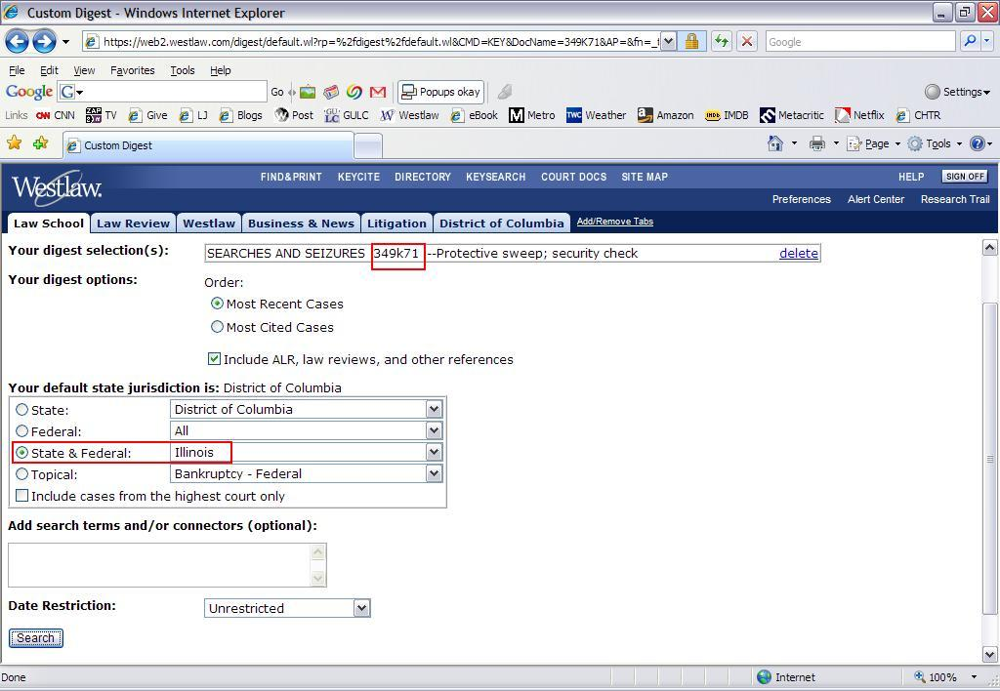 Custom Digest - Windows Internet Explorer
https://web2.westlaw.com/digest/default.wl?rp=%2fdigest%2fdefault.wl&CMD=KEY&DocName=349K71&AP=&fn=_
Google
File Edit View Favorites Tools Help
Google G Go Popups okay Settings
Links CNN CNN ZAP 2IT TV Give LJ Blogs Post GULC Westlaw eBook M Metro TWC Weather a Amazon IMDb IMDB Metacritic Netflix CHTR
Custom Digest Page Tools
Westlaw. FIND&PRINT KEYCITE DIRECTORY KEYSEARCH COURT DOCS SITE MAP HELP SIGN OFF
Preferences Alert Center Research Trail
Law School Law Review Westlaw Business & News Litigation District of Columbia Add/Remove Tabs
Your digest selection(s): SEARCHES AND SEIZURES 349k71 --Protective sweep; security check delete
Your digest options: Order:
Most Recent Cases
Most Cited Cases
Include ALR, law reviews, and other references
Your default state jurisdiction is: District of Columbia
State: District of Columbia
Federal: All
State & Federal: Illinois
Topical: Bankruptcy - Federal
Include cases from the highest court only
Add search terms and/or connectors (optional):
Date Restriction: Unrestricted
Search
Done Internet 100%